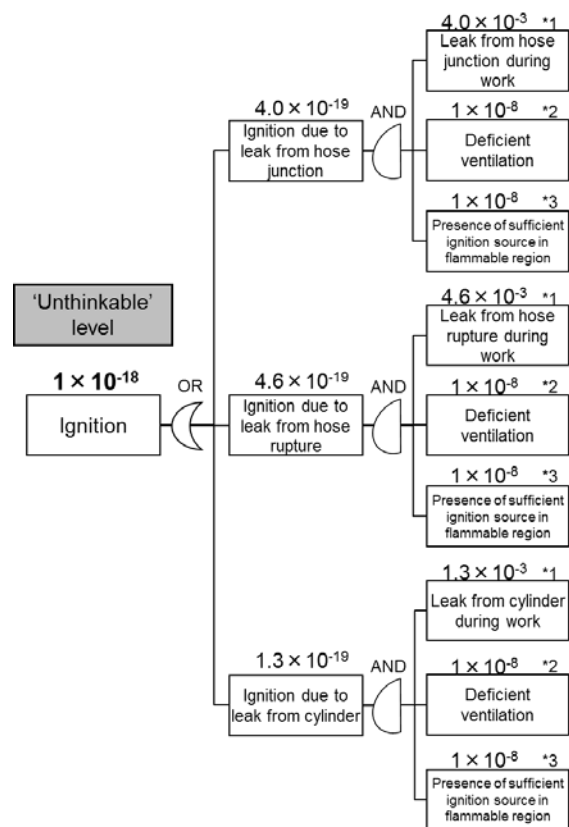 4.0 × 10⁻³ *1
Leak from hose
junction during
work
4.0 × 10⁻¹⁹
AND
Ignition due to
leak from hose
junction
1 × 10⁻⁸ *2
Deficient
ventilation
1 × 10⁻⁸ *3
Presence of sufficient
ignition source in
flammable region
'Unthinkable'
level
1 × 10⁻¹⁸
OR
Ignition
4.6 × 10⁻³ *1
Leak from hose
rupture during
work
4.6 × 10⁻¹⁹
AND
Ignition due to
leak from hose
rupture
1 × 10⁻⁸ *2
Deficient
ventilation
1 × 10⁻⁸ *3
Presence of sufficient
ignition source in
flammable region
1.3 × 10⁻³ *1
Leak from cylinder
during work
1.3 × 10⁻¹⁹
AND
Ignition due to
leak from cylinder
1 × 10⁻⁸ *2
Deficient
ventilation
1 × 10⁻⁸ *3
Presence of sufficient
ignition source in
flammable region